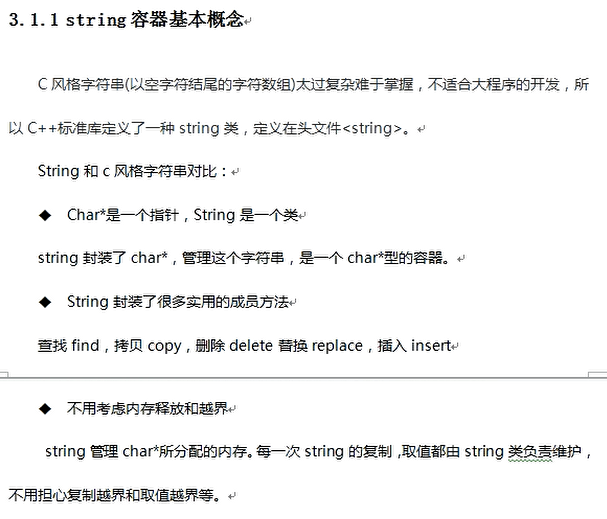 3.1.1 string 容器基本概念
C 风格字符串(以空字符结尾的字符数组)太过复杂难于掌握，不适合大程序的开发，所
以 C++标准库定义了一种 string 类，定义在头文件<string>。
String 和 c 风格字符串对比：
◆ Char*是一个指针，String 是一个类
string 封装了 char*，管理这个字符串，是一个 char*型的容器。
◆ String 封装了很多实用的成员方法
查找 find，拷贝 copy，删除 delete 替换 replace，插入 insert
◆ 不用考虑内存释放和越界
string 管理 char*所分配的内存。每一次 string 的复制，取值都由 string 类负责维护，
不用担心复制越界和取值越界等。